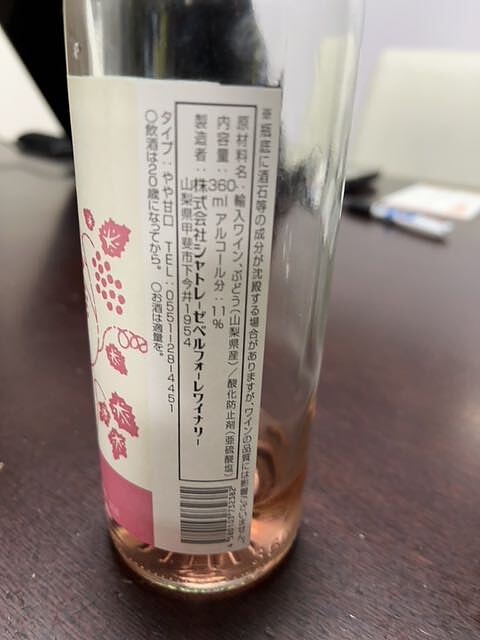 ※瓶底に酒石等の成分が沈殿する場合がありますが、ワインの品質には影響ございません。
原材料名：輸入ワイン、ぶどう(山梨県産)／酸化防止剤(亜硫酸塩)
内容量：360ml アルコール分：11%
製造者：株式会社シャトレーゼベルフォーレワイナリー
山梨県甲斐市下今井1954
タイプ：やや甘口 TEL：0551-28-4451
○飲酒は20歳になってから。 ○お酒は適量を。